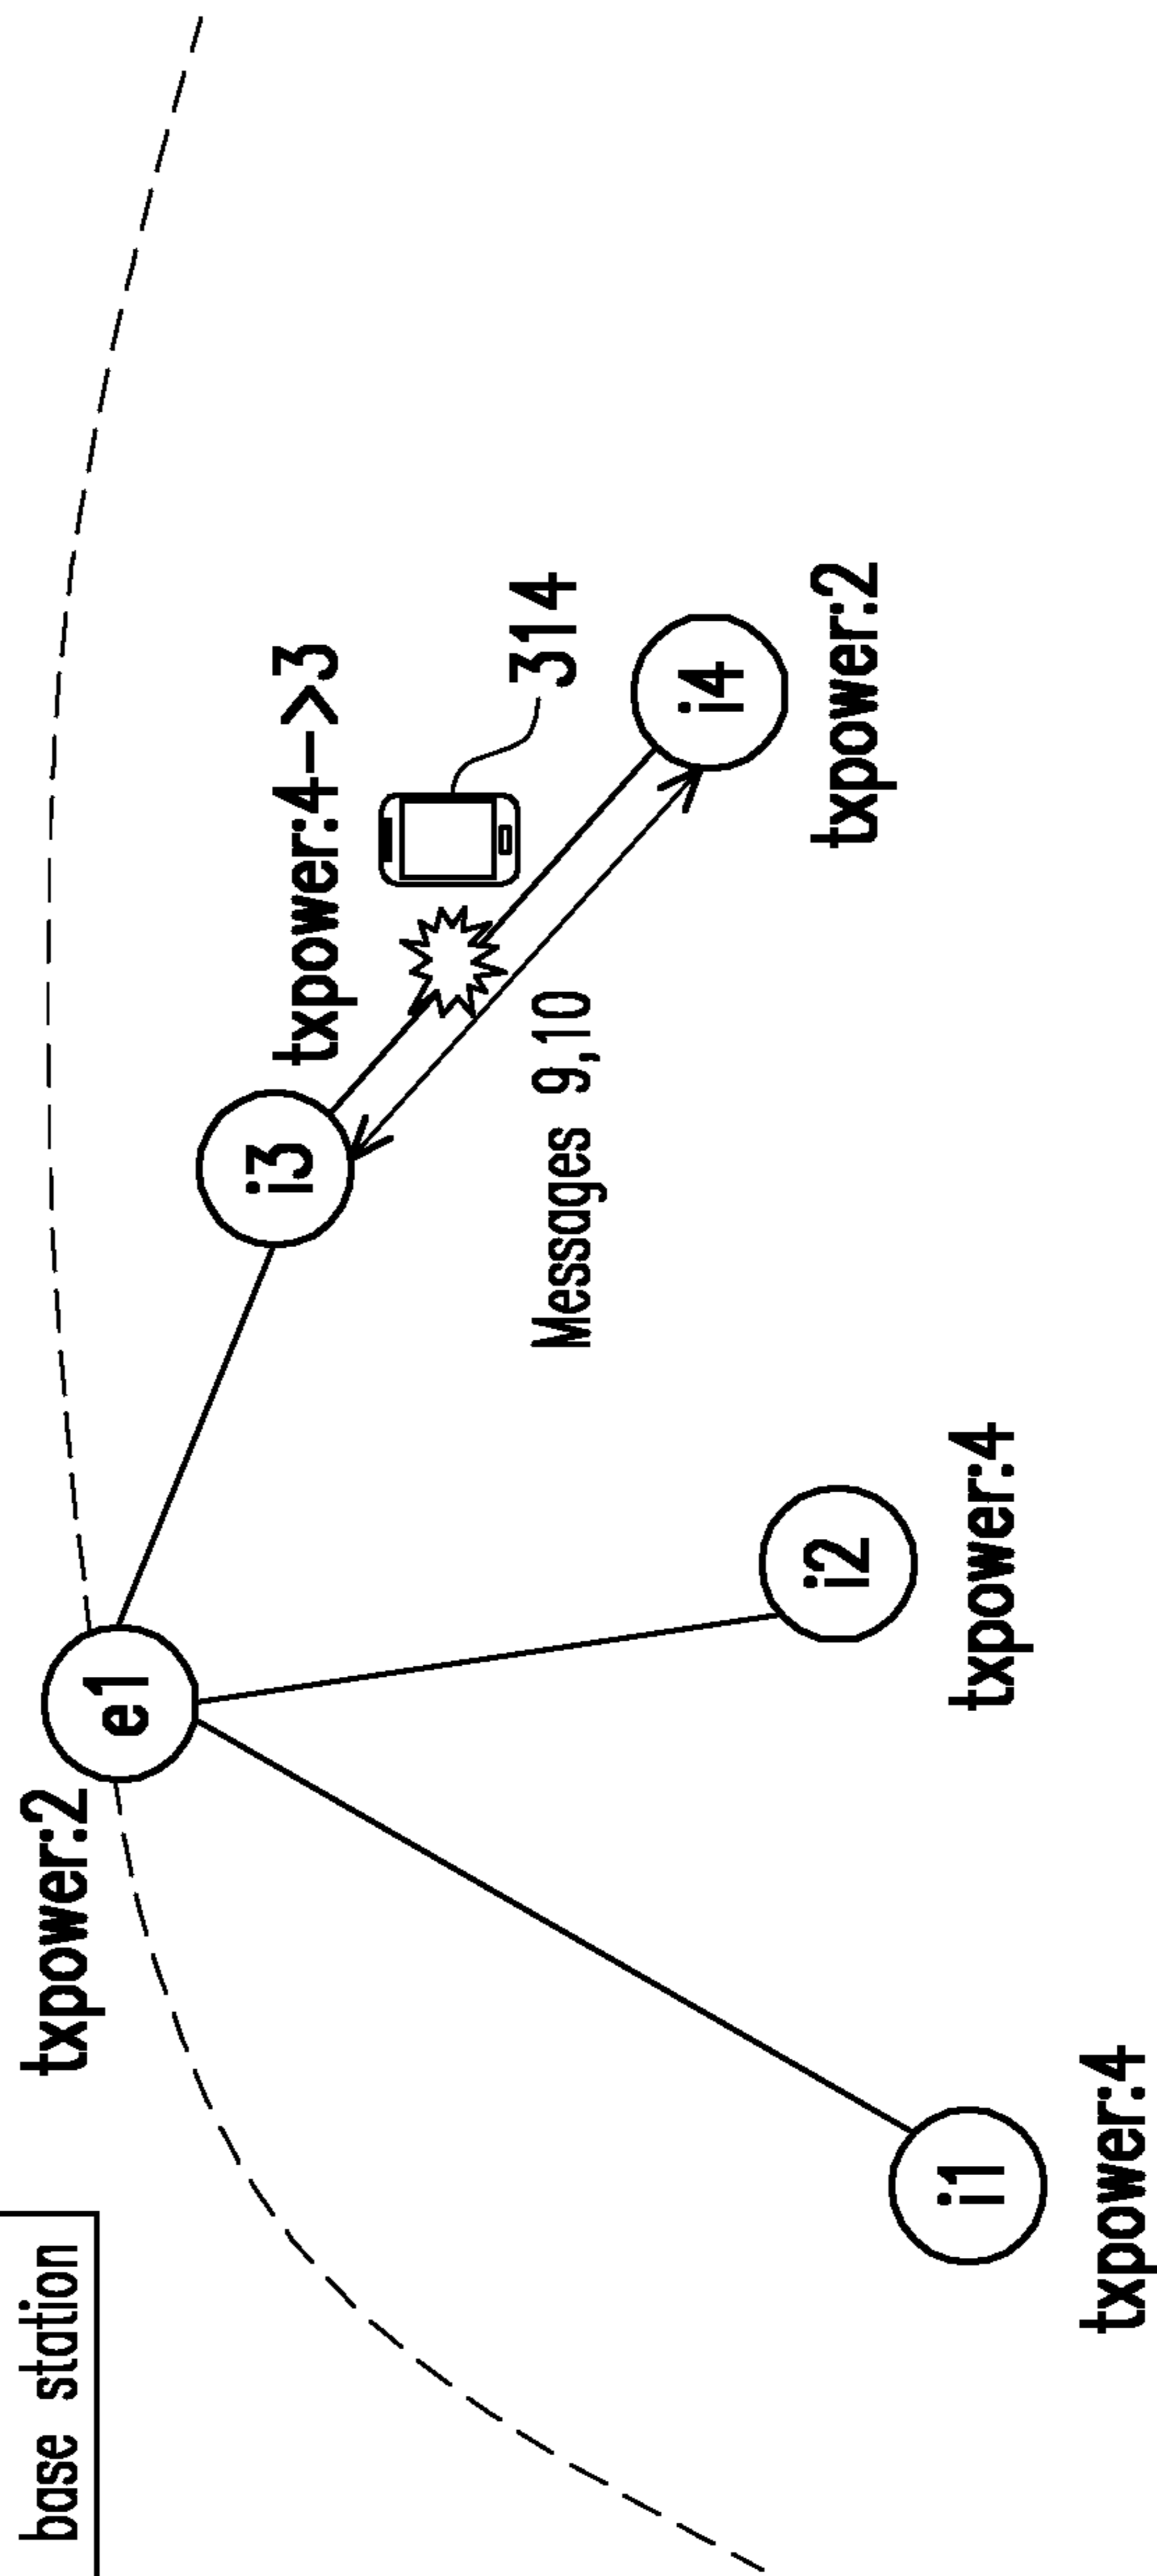 base station
txpower:2
e1
i3
txpower:4-->3
314
Messages 9,10
i4
txpower:2
i2
txpower:4
i1
txpower:4